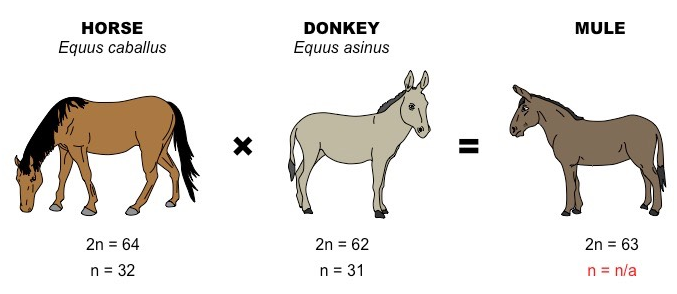 HORSE
Equus caballus
DONKEY
Equus asinus
MULE
×
=
2n = 64
n = 32
2n = 62
n = 31
2n = 63
n = n/a